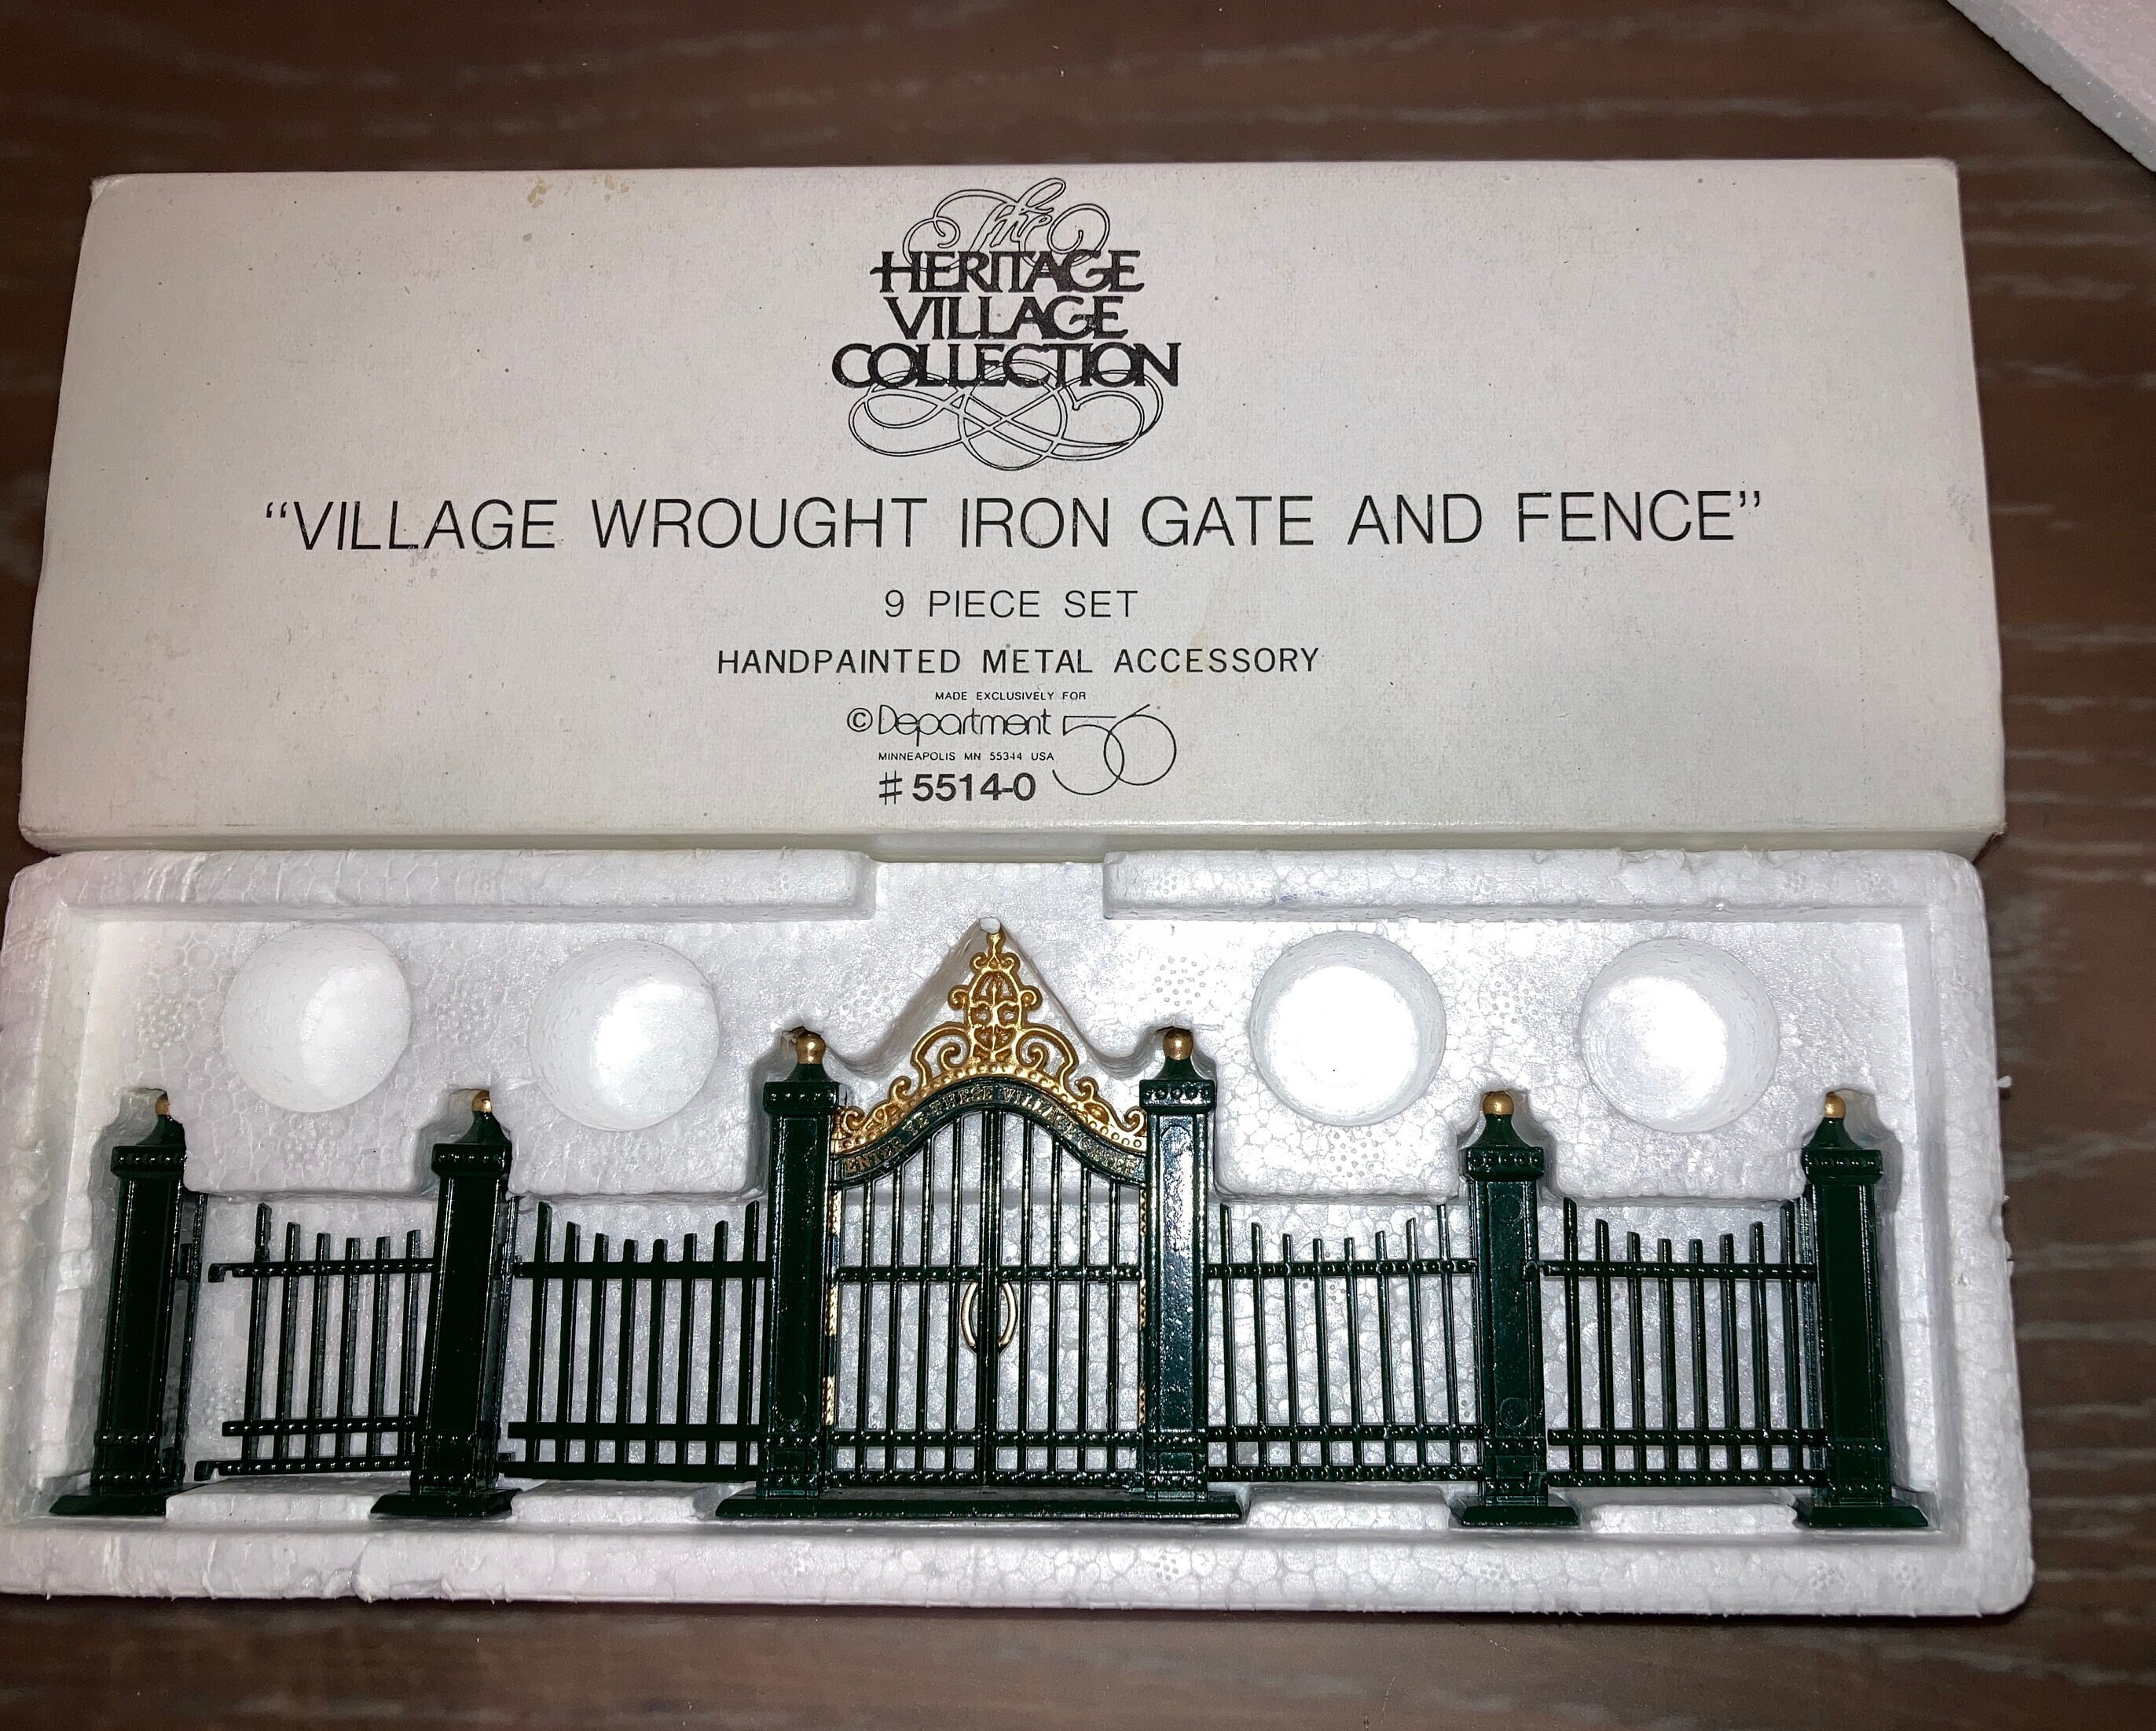 The
HERITAGE
VILLAGE
COLLECTION
“VILLAGE WROUGHT IRON GATE AND FENCE”
9 PIECE SET
HANDPAINTED METAL ACCESSORY
MADE EXCLUSIVELY FOR
© Department 56
MINNEAPOLIS MN 55344 USA
# 5514-0
VILLAGE